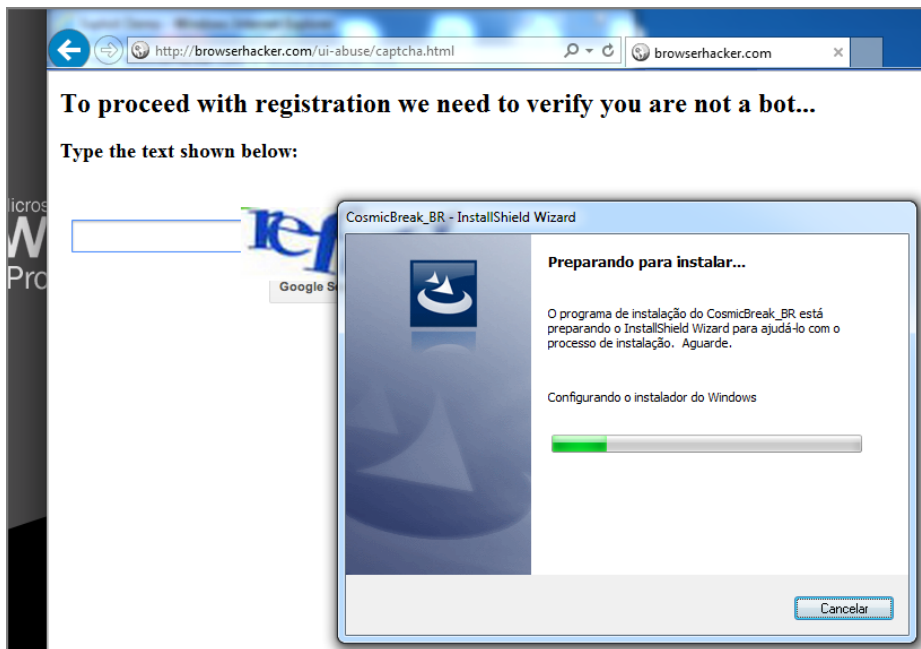 http://browserhacker.com/ui-abuse/captcha.html
browserhacker.com
To proceed with registration we need to verify you are not a bot...
Type the text shown below:
Pro
Google
CosmicBreak_BR - InstallShield Wizard
Preparando para instalar...
O programa de instalação do CosmicBreak_BR está
preparando o InstallShield Wizard para ajudá-lo com o
processo de instalação. Aguarde.
Configurando o instalador do Windows
Cancelar